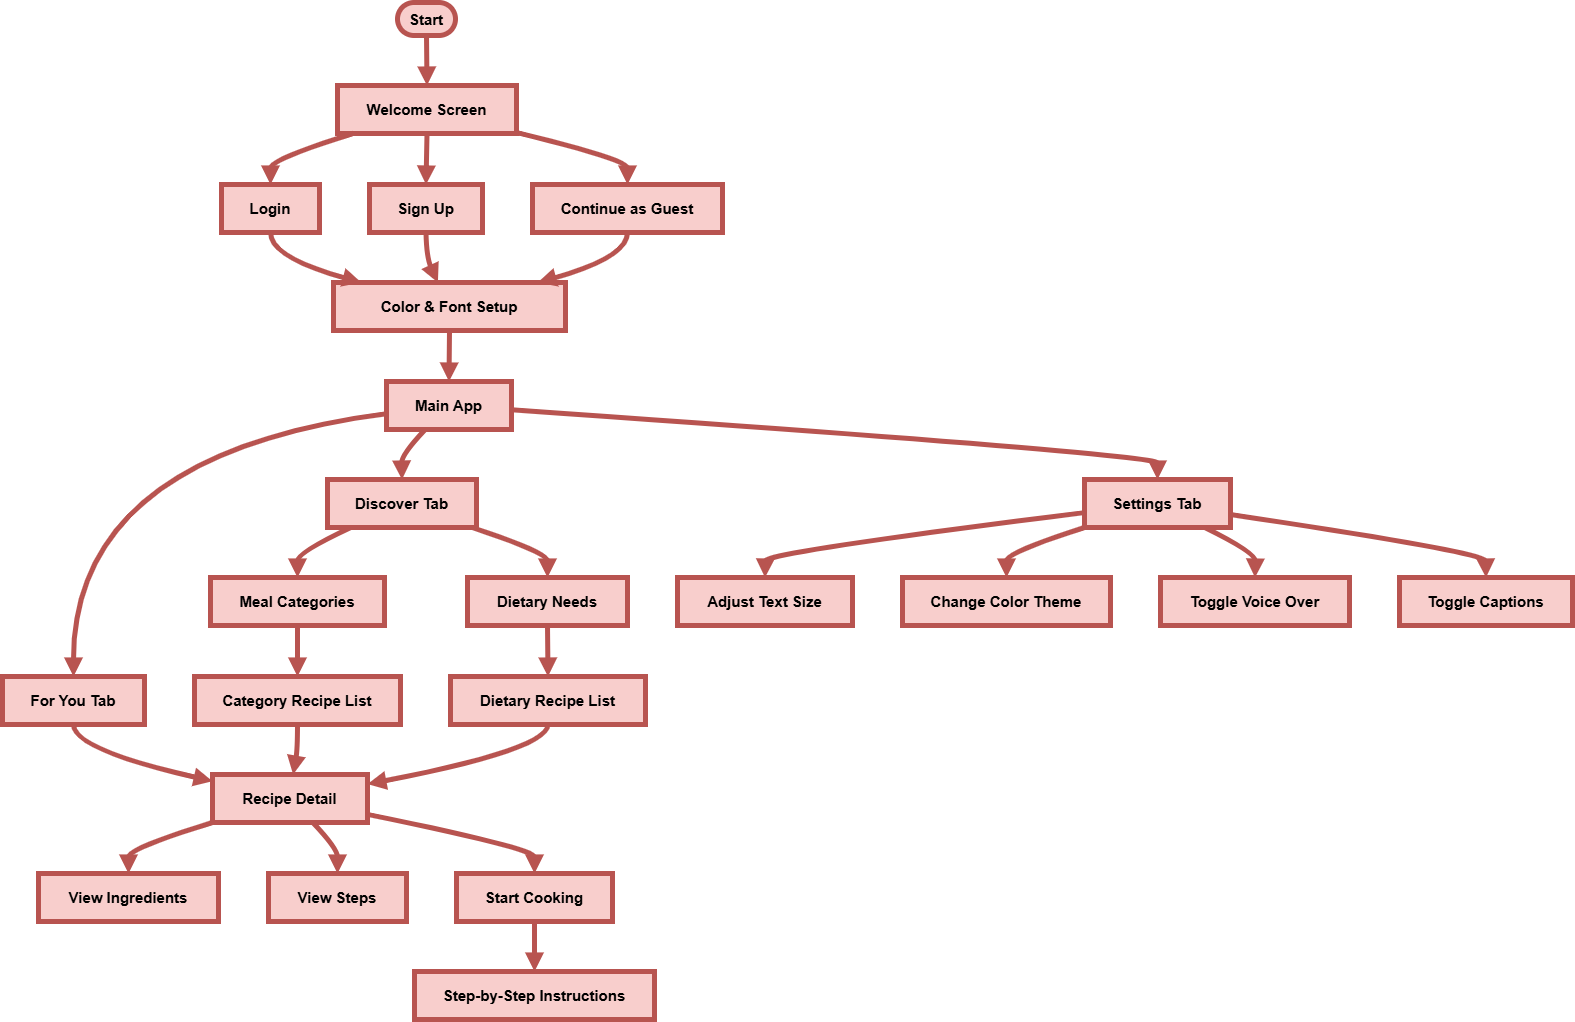 Start
Welcome Screen
Login
Sign Up
Continue as Guest
Color & Font Setup
Main App
Discover Tab
Settings Tab
Meal Categories
Dietary Needs
Adjust Text Size
Change Color Theme
Toggle Voice Over
Toggle Captions
For You Tab
Category Recipe List
Dietary Recipe List
Recipe Detail
View Ingredients
View Steps
Start Cooking
Step-by-Step Instructions